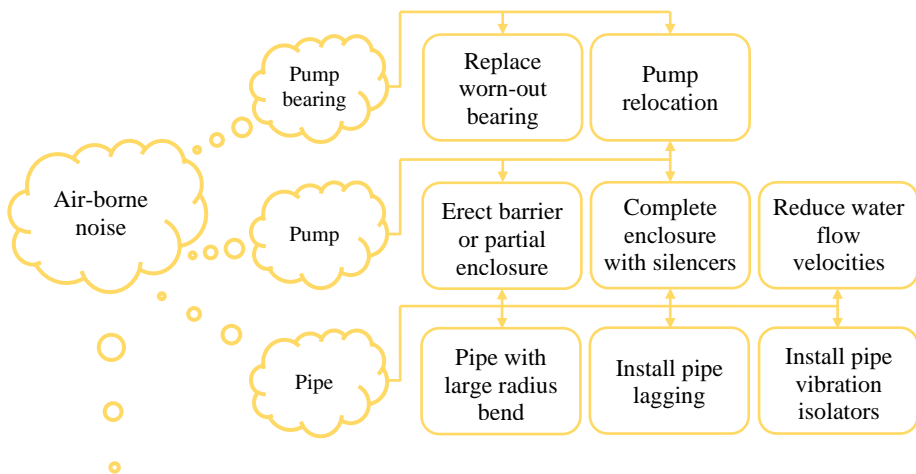 Pump
bearing
Replace
worn-out
bearing
Pump
relocation
Air-borne
noise
Pump
Erect barrier
or partial
enclosure
Complete
enclosure
with silencers
Reduce water
flow
velocities
Pipe
Pipe with
large radius
bend
Install pipe
lagging
Install pipe
vibration
isolators